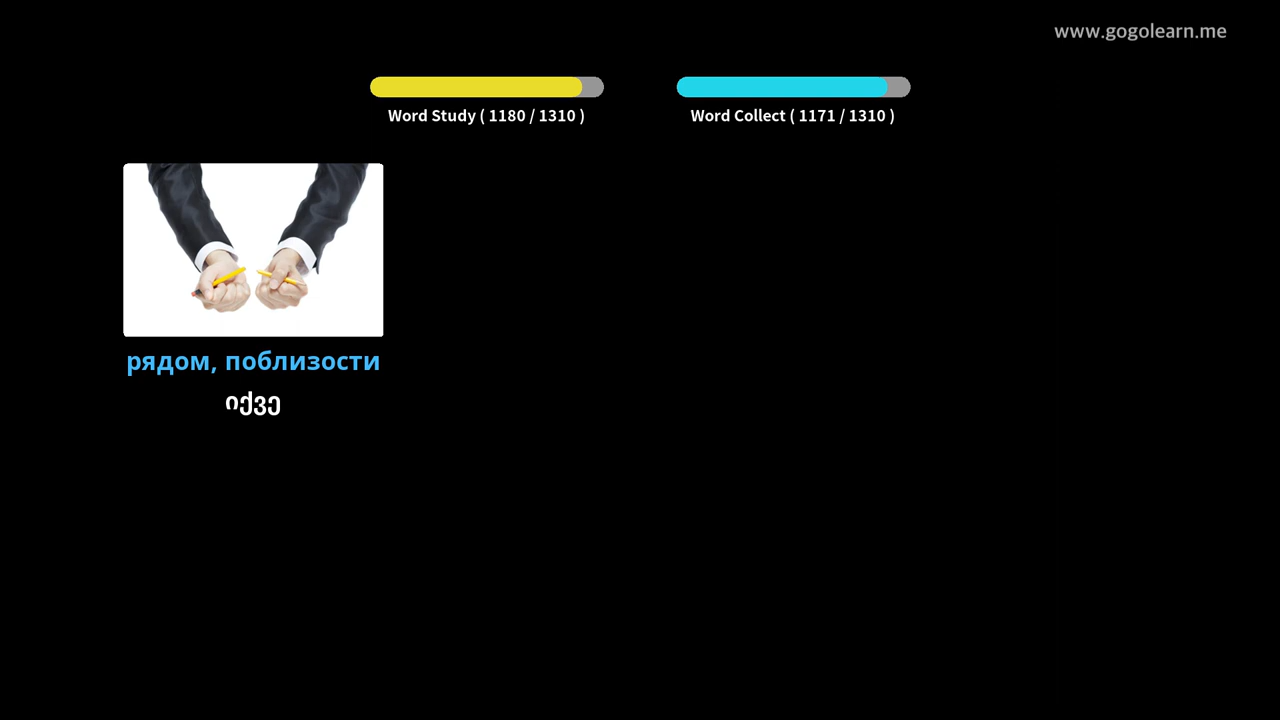 www.gogolearn.me
Word Study ( 1180 / 1310 )
Word Collect ( 1171 / 1310 )
рядом, поблизости
იქვე